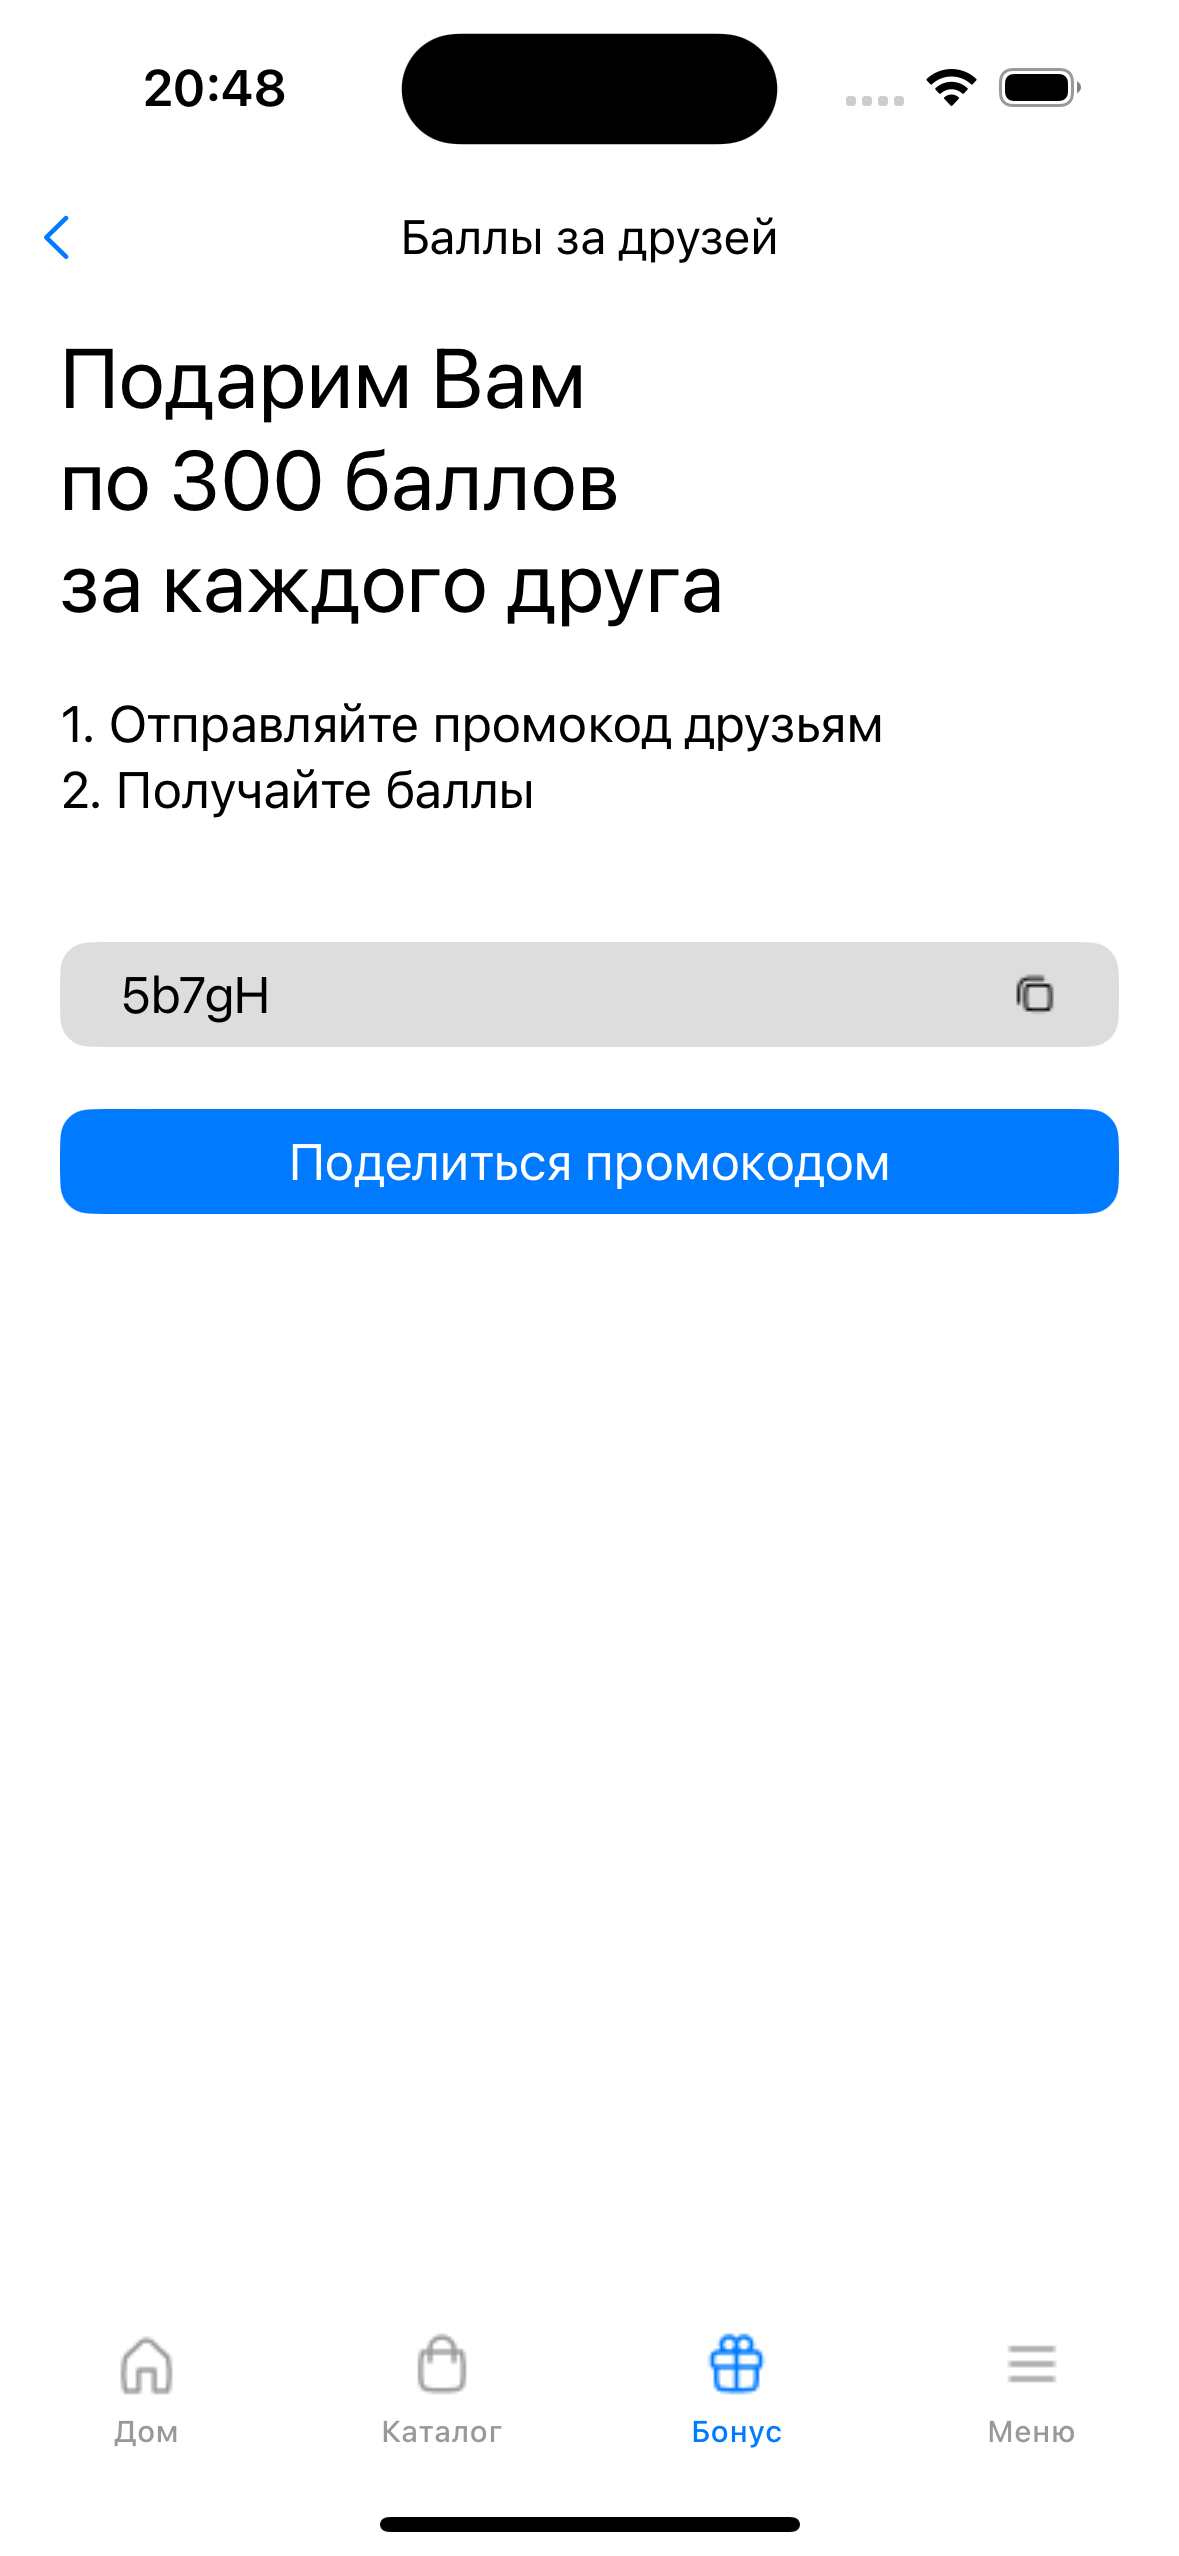 20:48
Баллы за друзей
Подарим Вам
по 300 баллов
за каждого друга
1. Отправляйте промокод друзьям
2. Получайте баллы
5b7gH
Поделиться промокодом
Дом
Каталог
Бонус
Меню